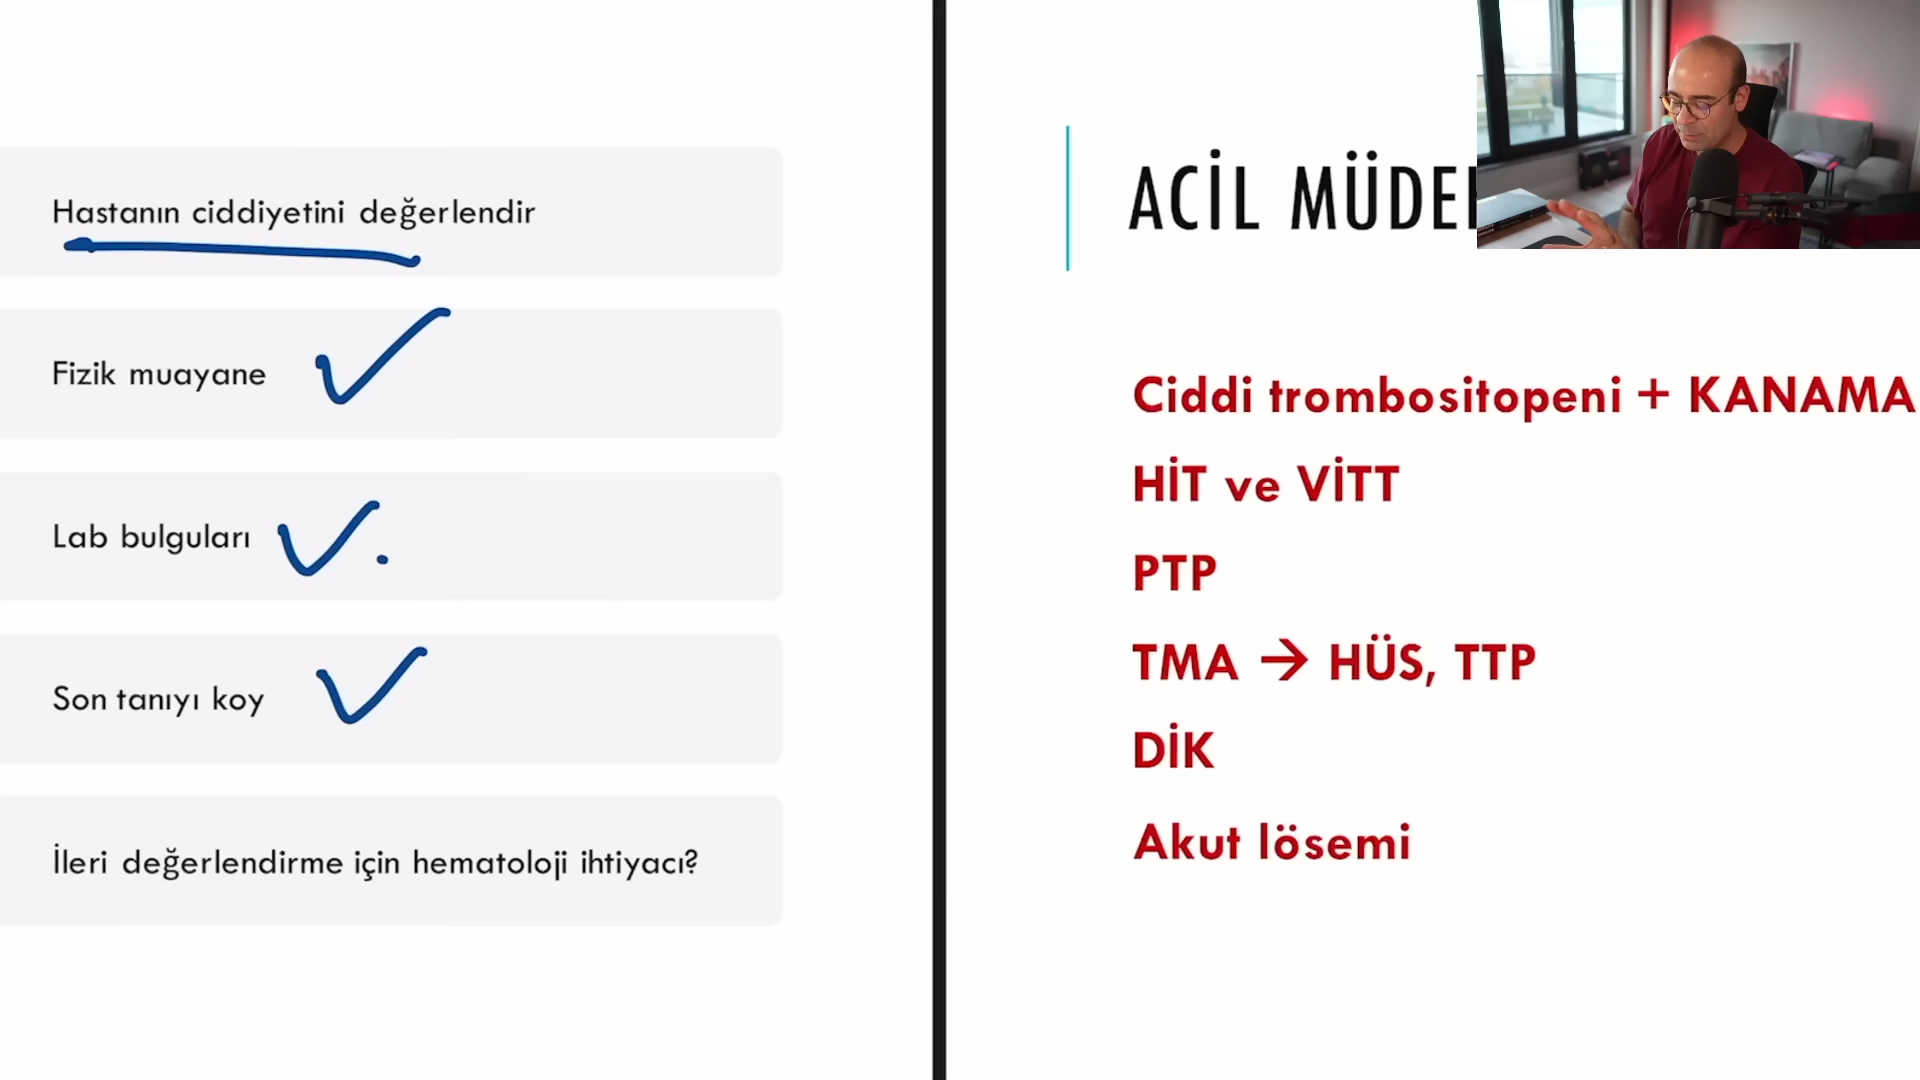 Hastanın ciddiyetini değerlendir
Fizik muayane
Lab bulguları
Son tanıyı koy
İleri değerlendirme için hematoloji ihtiyacı?
ACİL
Ciddi trombositopeni + KANAMA
HİT ve VİTT
PTP
TMA → HÜS, TTP
DİK
Akut lösemi